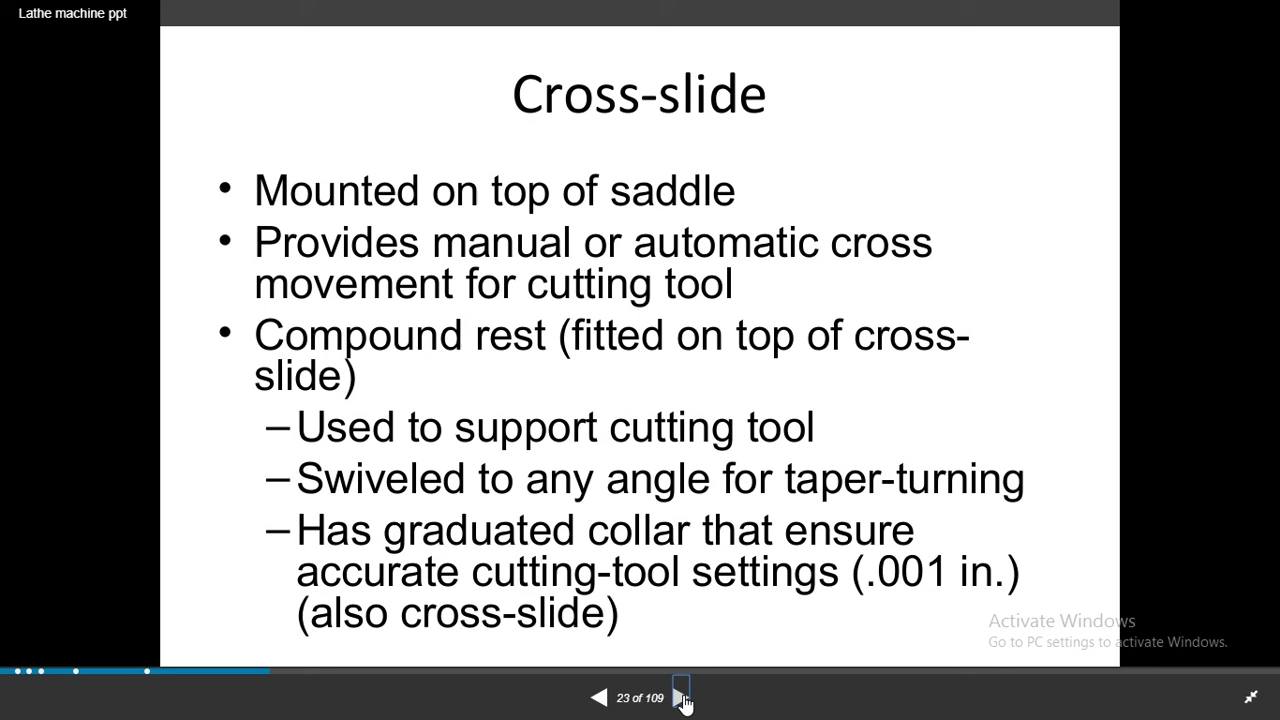 Lathe machine ppt
Cross-slide
• Mounted on top of saddle
• Provides manual or automatic cross
movement for cutting tool
• Compound rest (fitted on top of cross-
slide)
–Used to support cutting tool
–Swiveled to any angle for taper-turning
–Has graduated collar that ensure
accurate cutting-tool settings (.001 in.)
(also cross-slide)
Activate Windows
Go to PC settings to activate Windows.
23 of 109